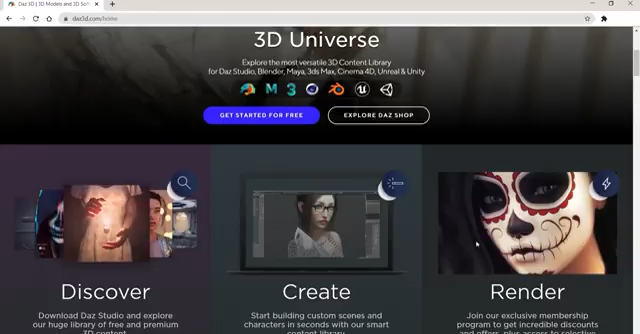 Daz 3D | 3D Models and 3D So
daz3d.com/home
3D Universe
Explore the most versatile 3D Content Library
for Daz Studio, Blender, Maya, 3ds Max, Cinema 4D, Unreal & Unity
GET STARTED FOR FREE
EXPLORE DAZ SHOP
Discover
Create
Render
Download Daz Studio and explore
our huge library of free and premium
3D content
Start building custom scenes and
characters in seconds with our smart
content library
Join our exclusive membership
program to get incredible discounts
and offers, plus access to selective